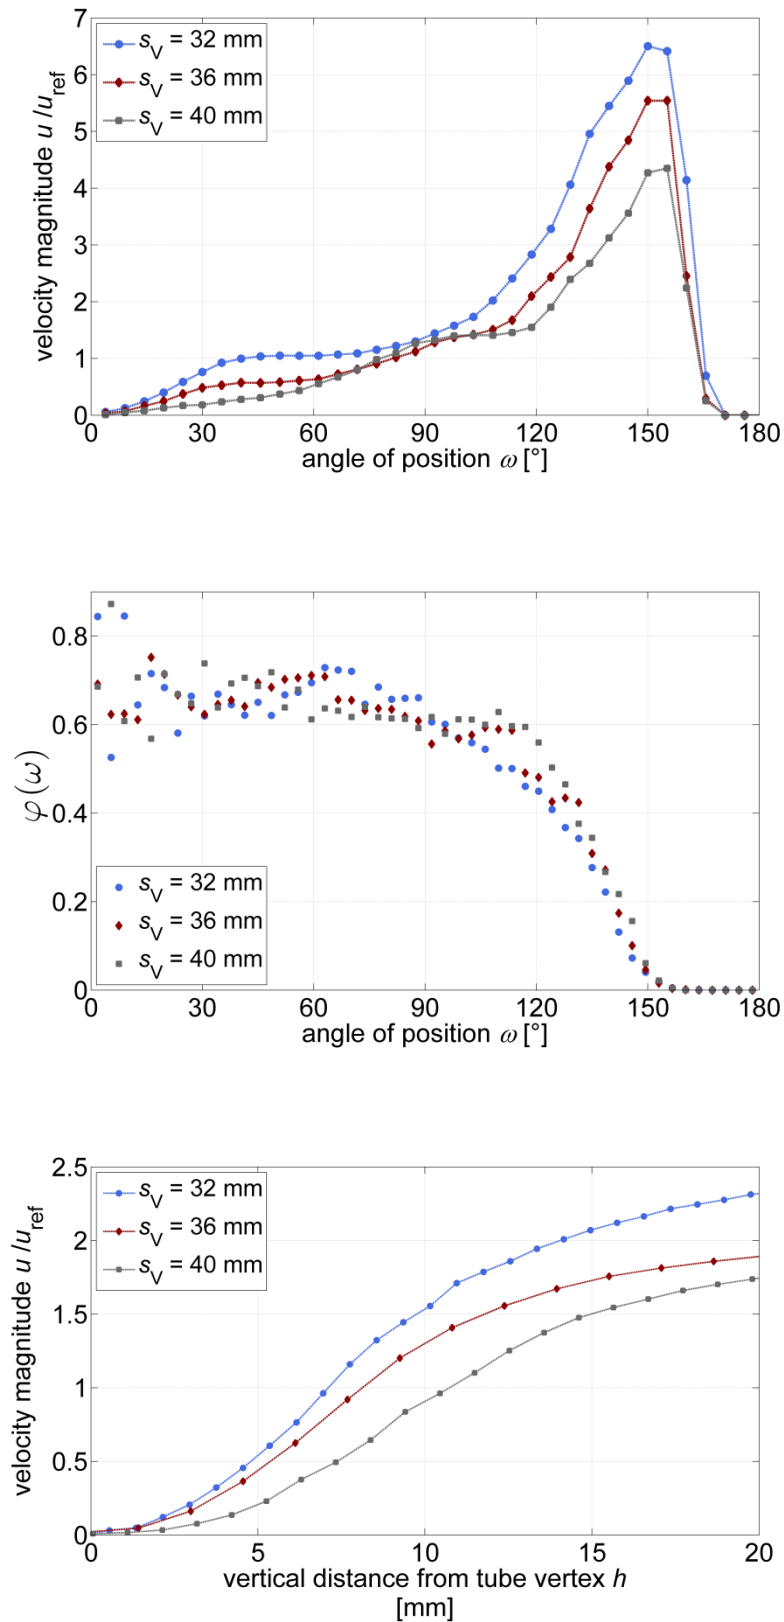 7
6
5
4
3
2
1
0
velocity magnitude u /u_ref
s_V = 32 mm
s_V = 36 mm
s_V = 40 mm
0 30 60 90 120 150 180
angle of position ω [°]
0.8
0.6
0.4
0.2
0
φ(ω)
s_V = 32 mm
s_V = 36 mm
s_V = 40 mm
0 30 60 90 120 150 180
angle of position ω [°]
2.5
2
1.5
1
0.5
0
velocity magnitude u /u_ref
s_V = 32 mm
s_V = 36 mm
s_V = 40 mm
0 5 10 15 20
vertical distance from tube vertex h
[mm]